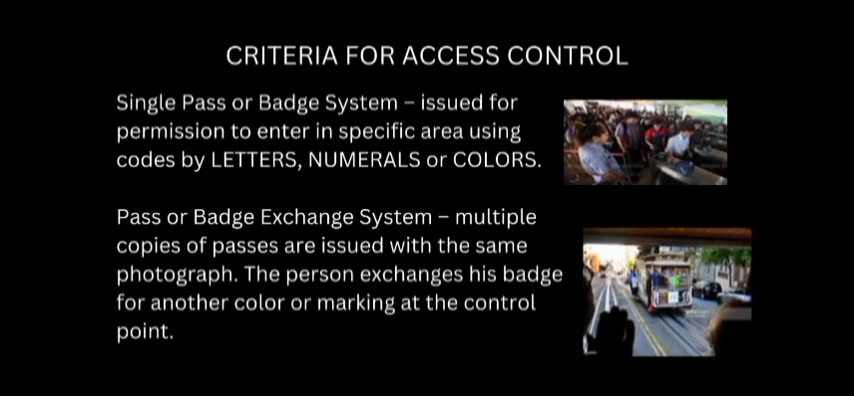 CRITERIA FOR ACCESS CONTROL
Single Pass or Badge System – issued for
permission to enter in specific area using
codes by LETTERS, NUMERALS or COLORS.
Pass or Badge Exchange System – multiple
copies of passes are issued with the same
photograph. The person exchanges his badge
for another color or marking at the control
point.